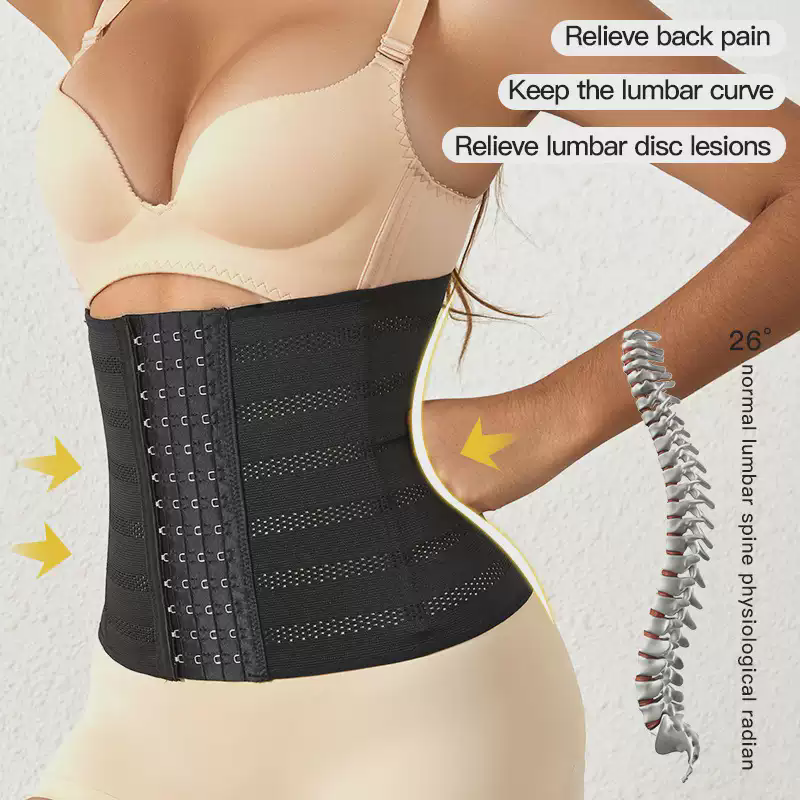 Relieve back pain
Keep the lumbar curve
Relieve lumbar disc lesions
26°
normal lumbar spine physiological radian